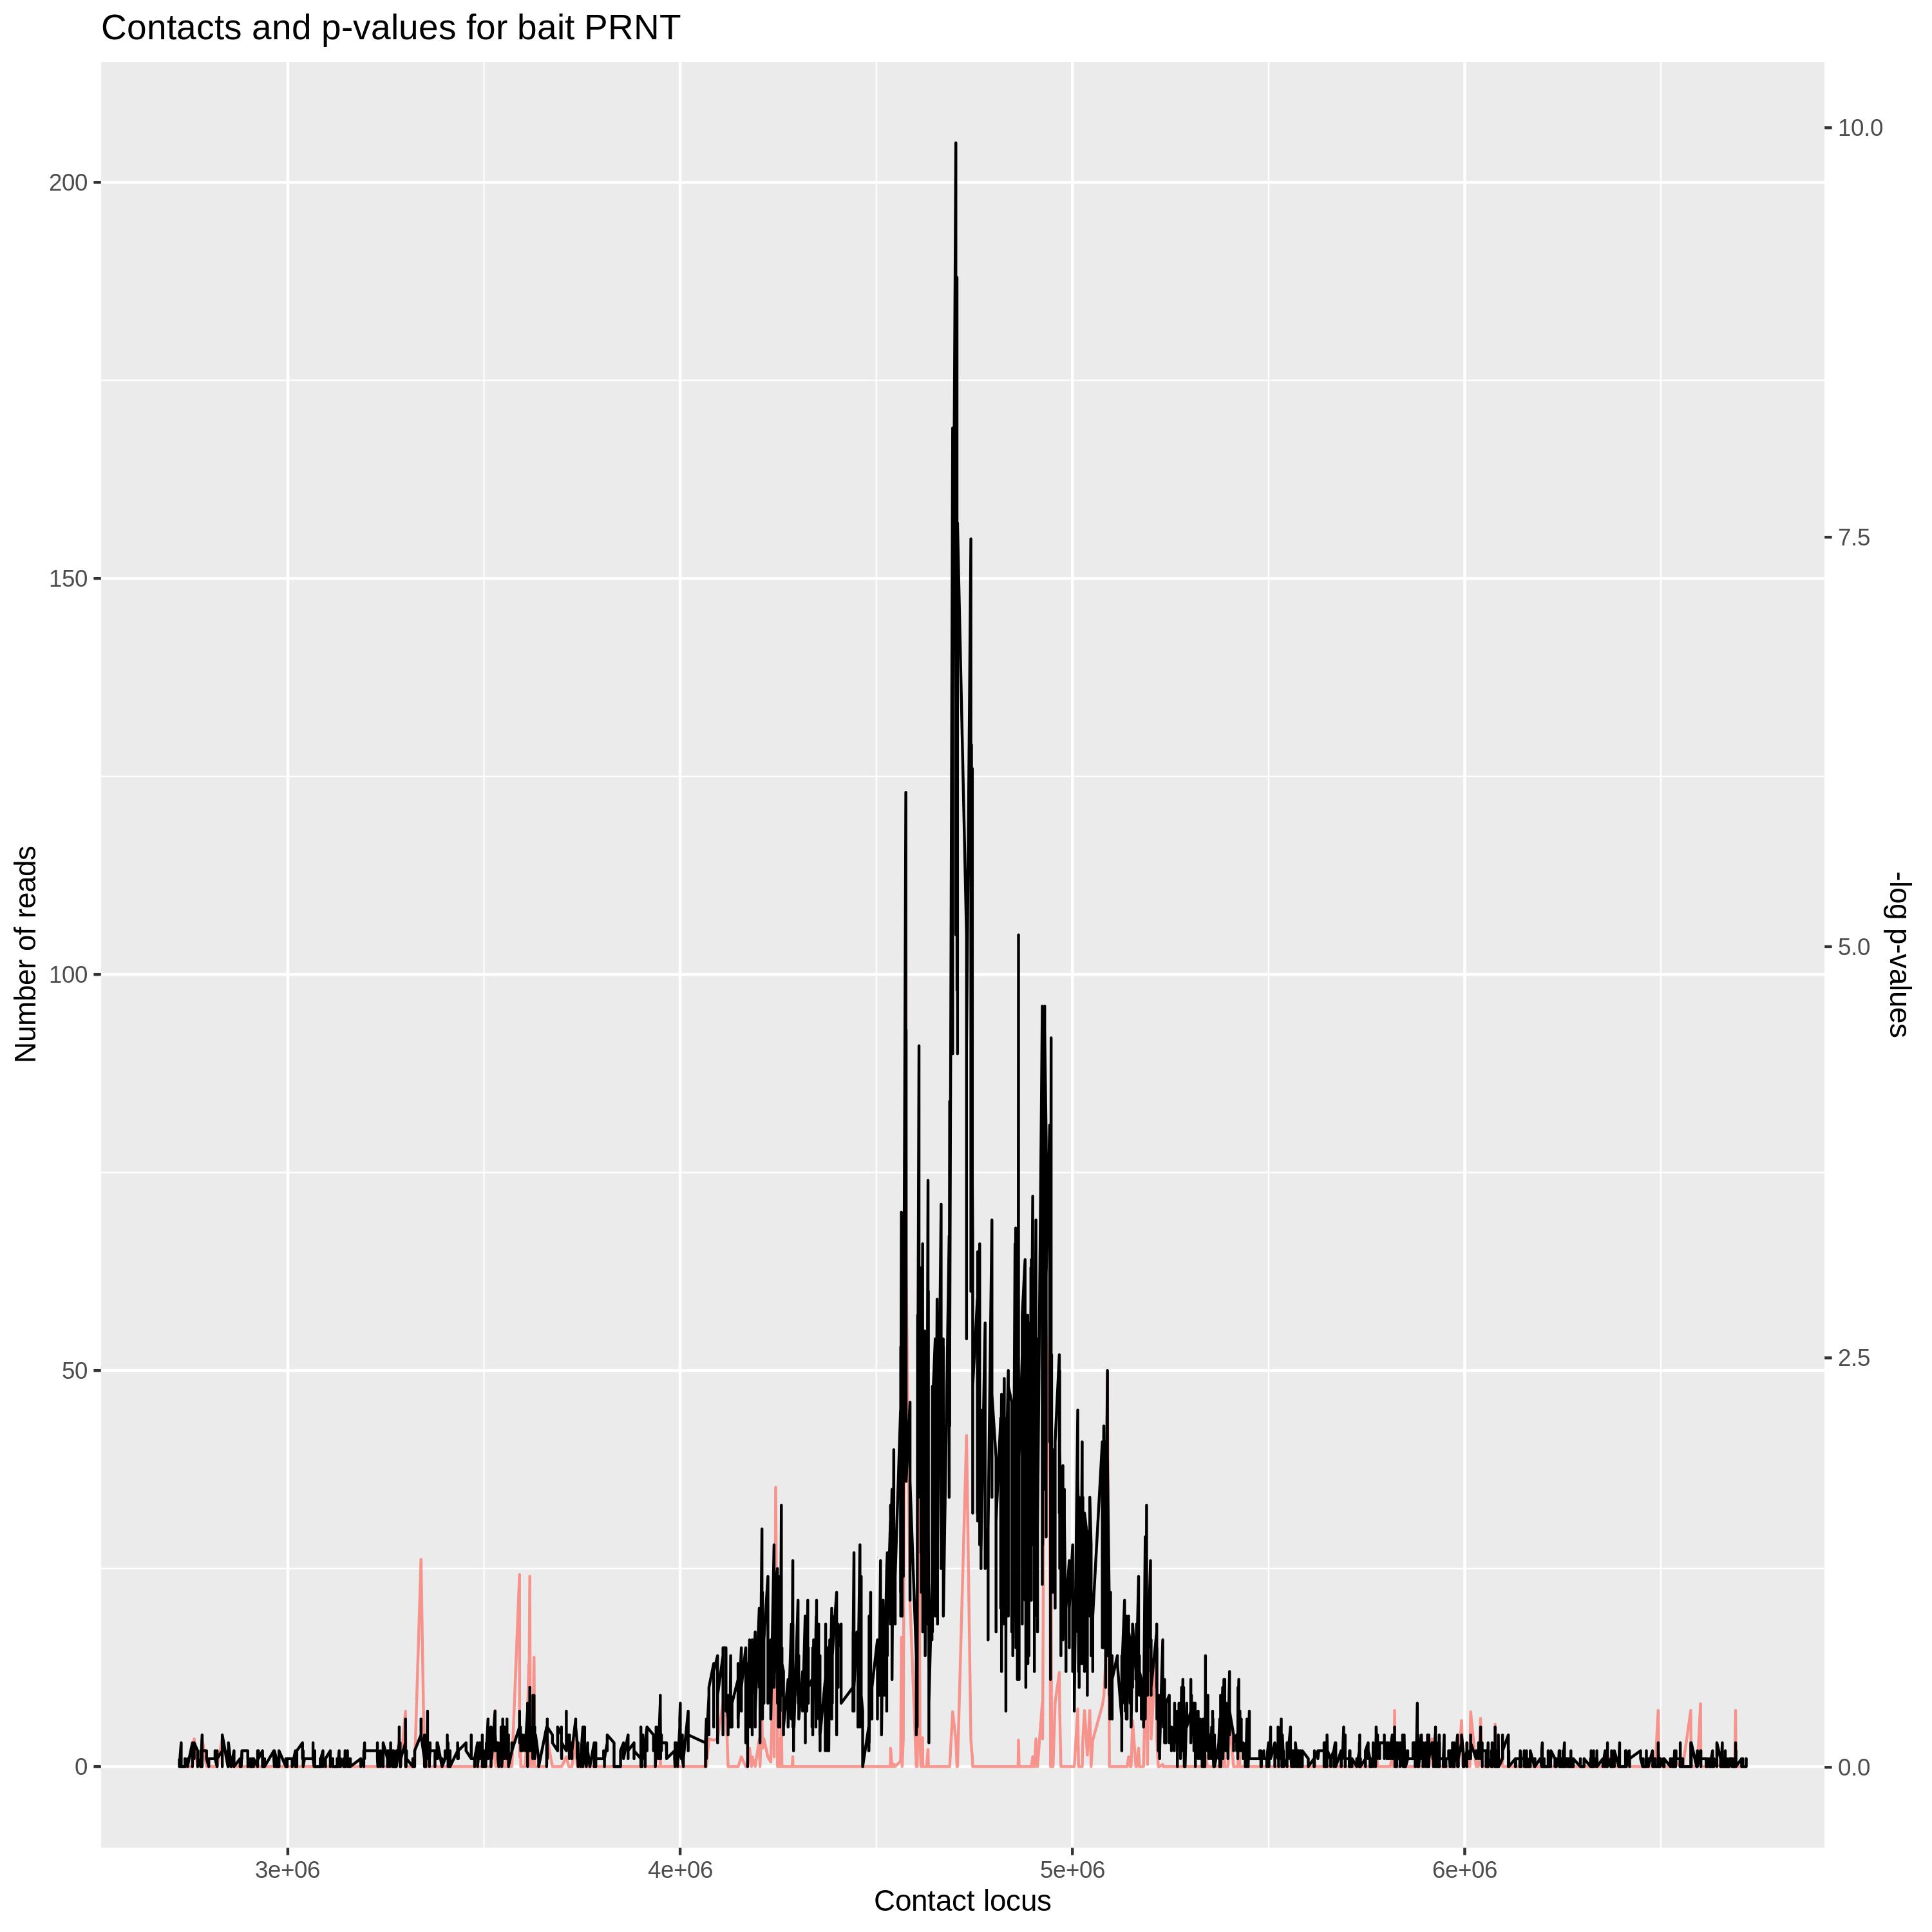 Contacts and p-values for bait PRNT
200
150
100
50
0
Number of reads
10.0
7.5
5.0
2.5
0.0
-log p-values
3e+06
4e+06
5e+06
6e+06
Contact locus